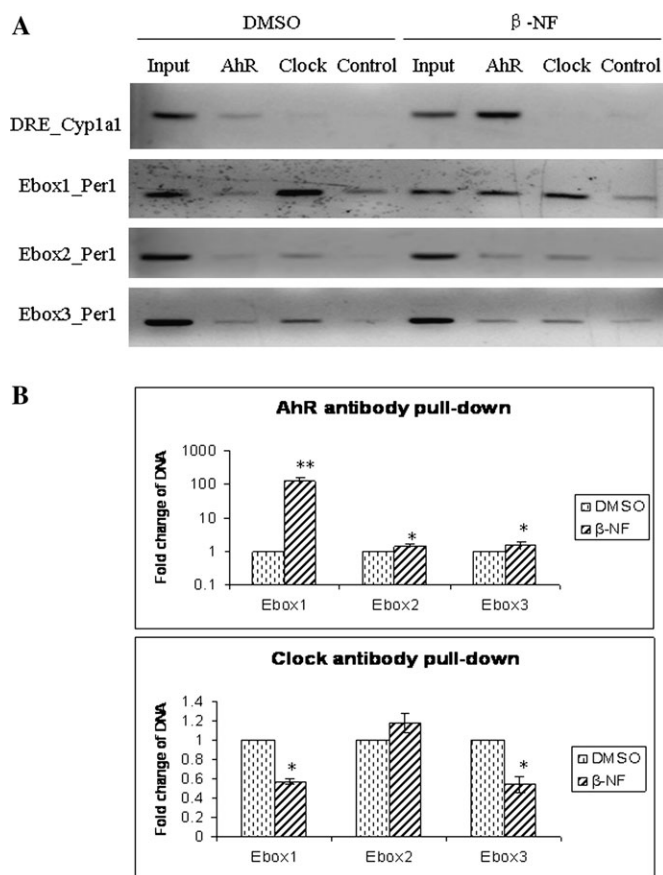 A
DMSO β-NF
Input AhR Clock Control Input AhR Clock Control
DRE_Cyp1a1
Ebox1_Per1
Ebox2_Per1
Ebox3_Per1
B
AhR antibody pull-down
Fold change of DNA
1000
100
10
1
0.1
** * *
Ebox1 Ebox2 Ebox3
DMSO
β-NF
Clock antibody pull-down
Fold change of DNA
1.4
1.2
1
0.8
0.6
0.4
0.2
0
* *
Ebox1 Ebox2 Ebox3
DMSO
β-NF